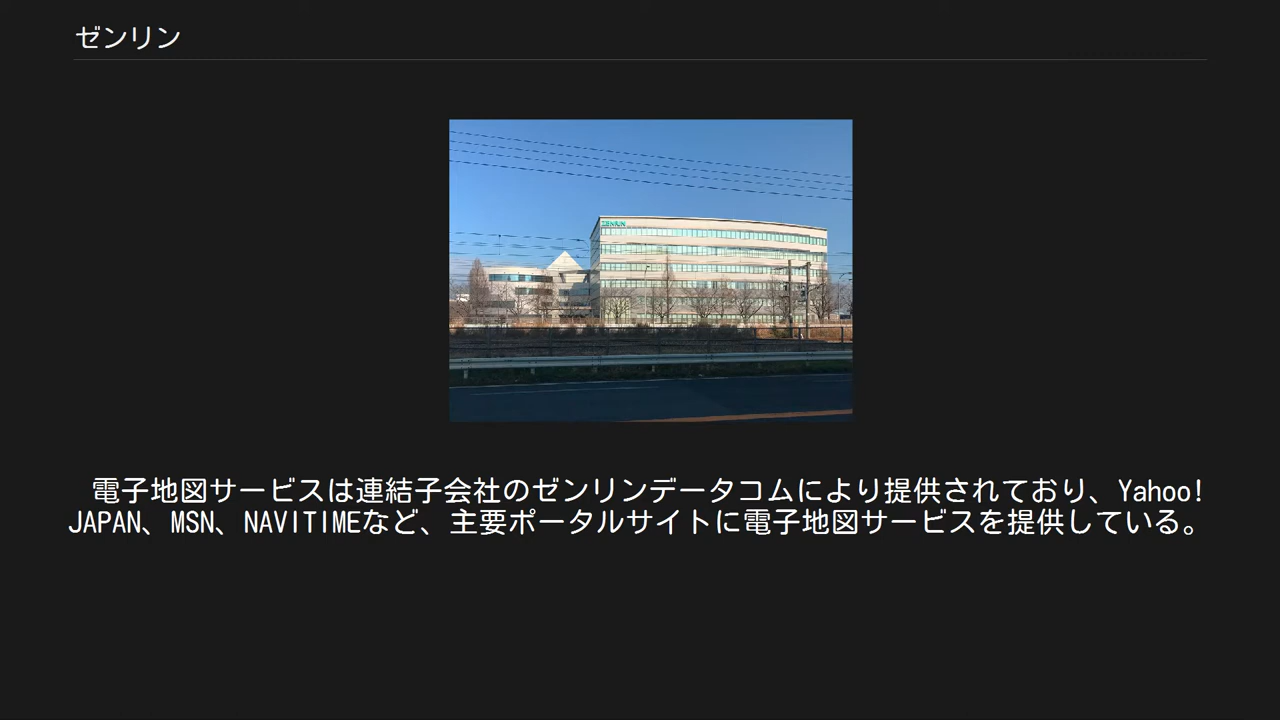 ゼンリン
ZENRIN
電子地図サービスは連結子会社のゼンリンデータコムにより提供されており、Yahoo!
JAPAN、MSN、NAVITIMEなど、主要ポータルサイトに電子地図サービスを提供している。